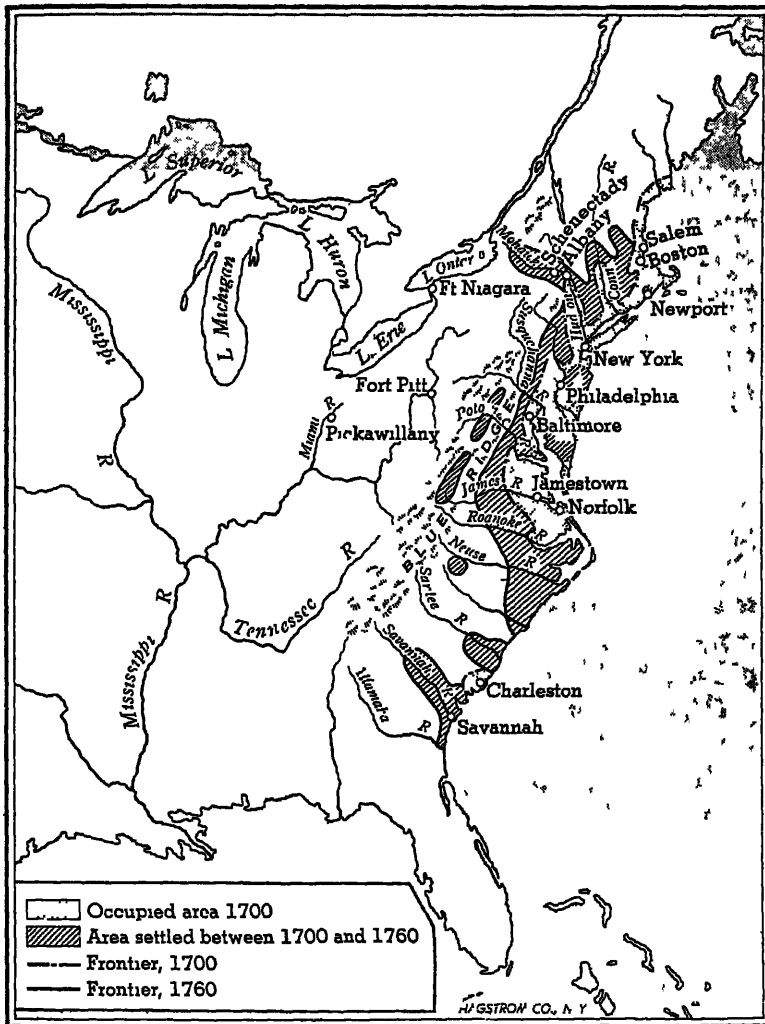 L. Superior
L Michigan
L Huron
L. Erie
Ft Niagara
Mohawk
Schenectady
Albany
R
Salem
Boston
Conn
Newport
New York
Philadelphia
Baltimore
Fort Pitt
Pickawillany
Miami R
Mississippi
R
RIDGE
James R
Jamestown
Norfolk
Roanoke R
Neuse
R
BLUE
R
Tennessee
R
Mississippi
R
Savannah
R
Charleston
Savannah
R
Occupied area 1700
Area settled between 1700 and 1760
Frontier, 1700
Frontier, 1760
HAGSTROM CO., N Y